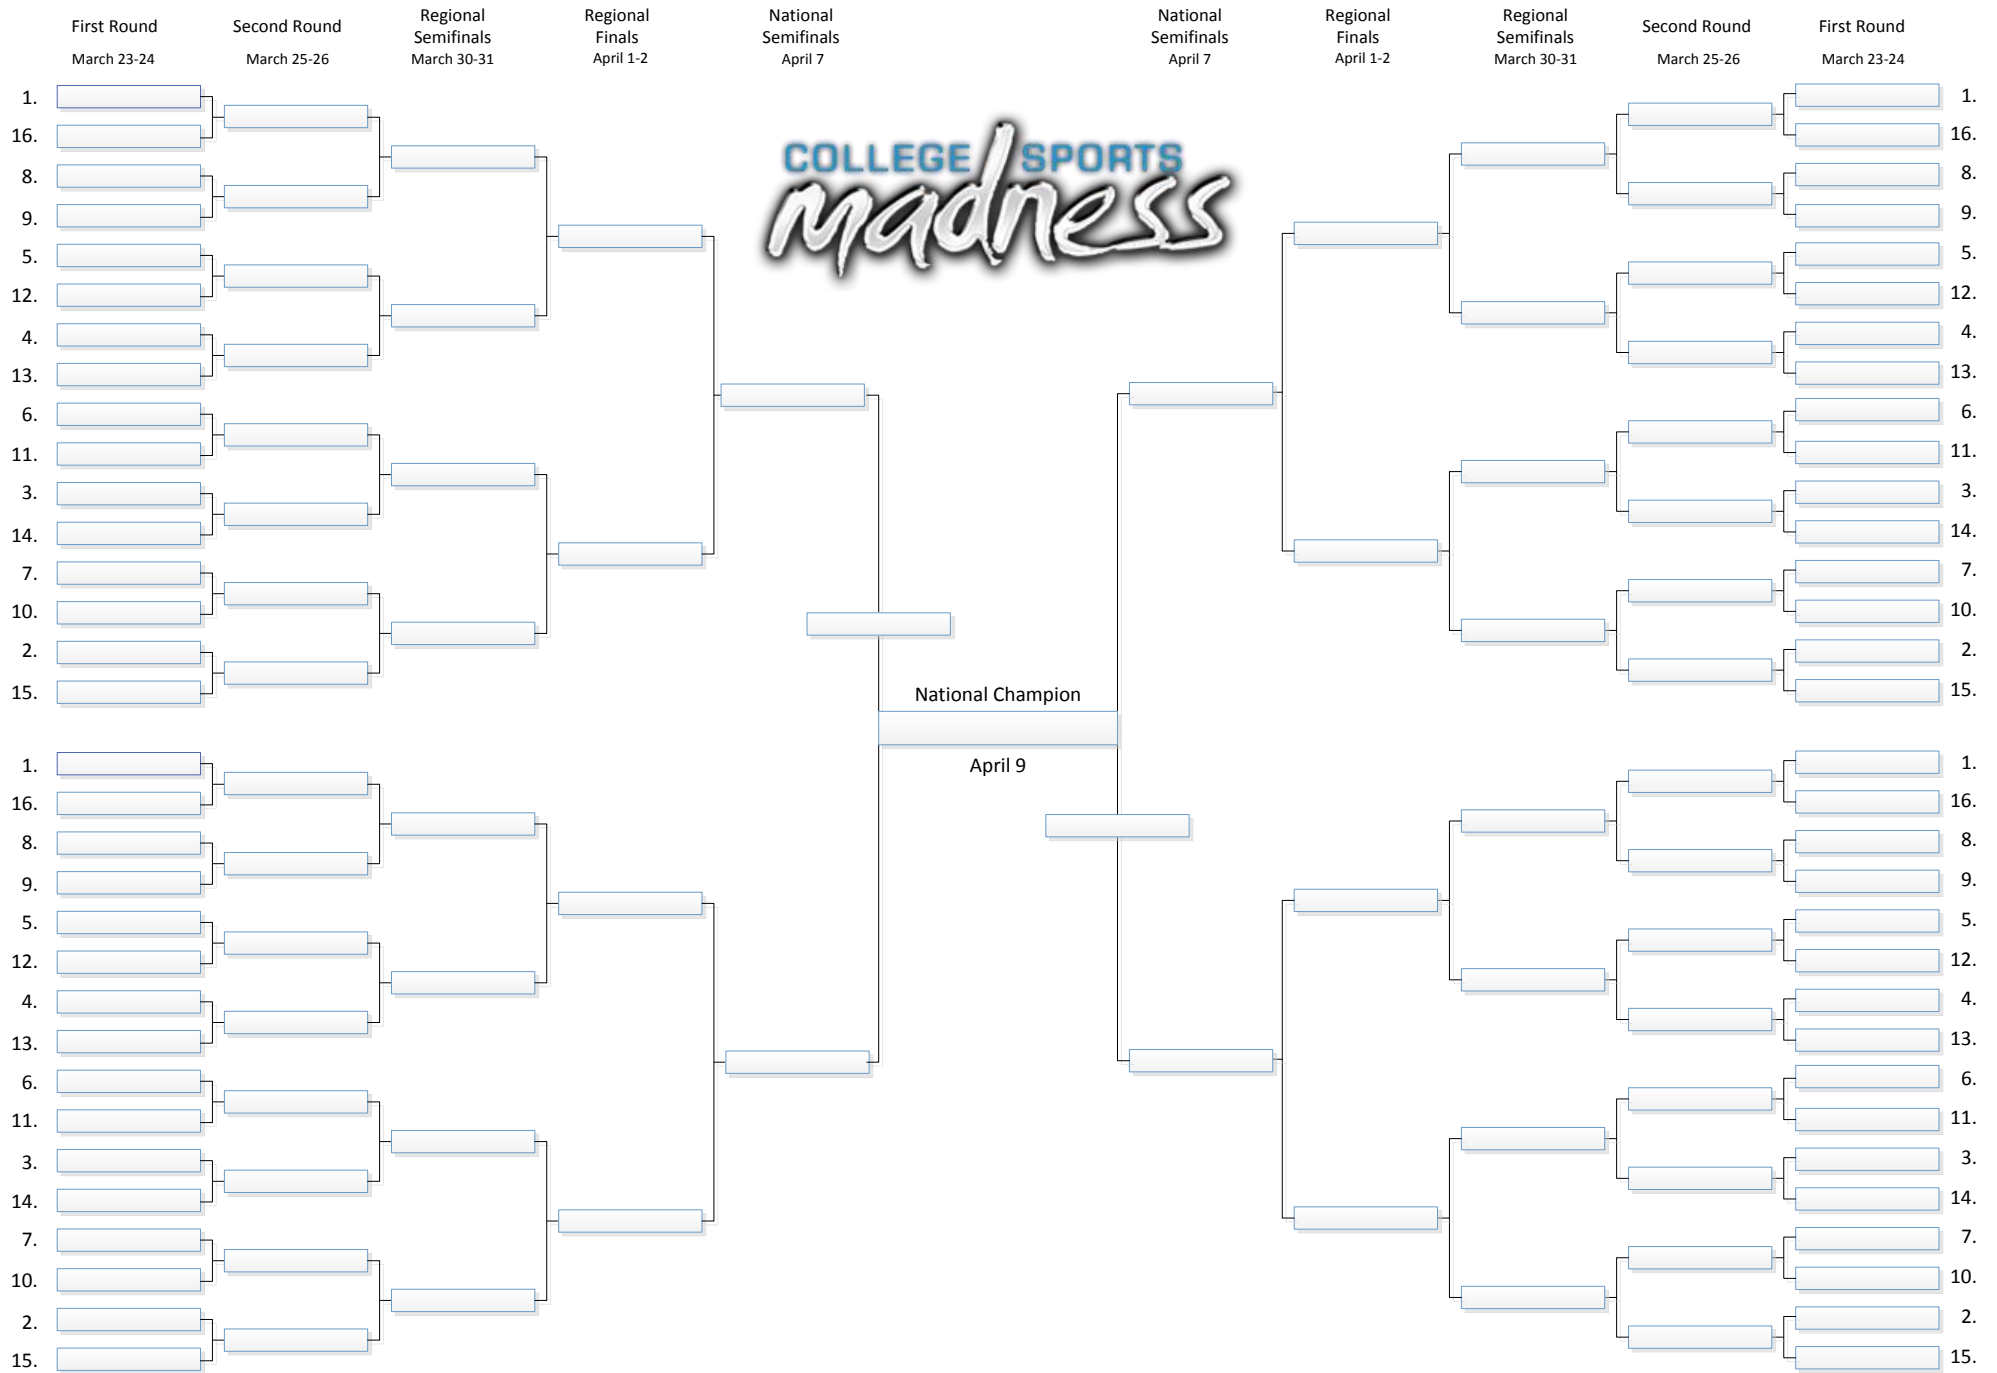 First Round
March 23-24
Second Round
March 25-26
Regional
Semifinals
March 30-31
Regional
Finals
April 1-2
National
Semifinals
April 7
National
Semifinals
April 7
Regional
Finals
April 1-2
Regional
Semifinals
March 30-31
Second Round
March 25-26
First Round
March 23-24
COLLEGE SPORTS
madness
1.
16.
8.
9.
5.
12.
4.
13.
6.
11.
3.
14.
7.
10.
2.
15.
1.
16.
8.
9.
5.
12.
4.
13.
6.
11.
3.
14.
7.
10.
2.
15.
National Champion
April 9
1.
16.
8.
9.
5.
12.
4.
13.
6.
11.
3.
14.
7.
10.
2.
15.
1.
16.
8.
9.
5.
12.
4.
13.
6.
11.
3.
14.
7.
10.
2.
15.